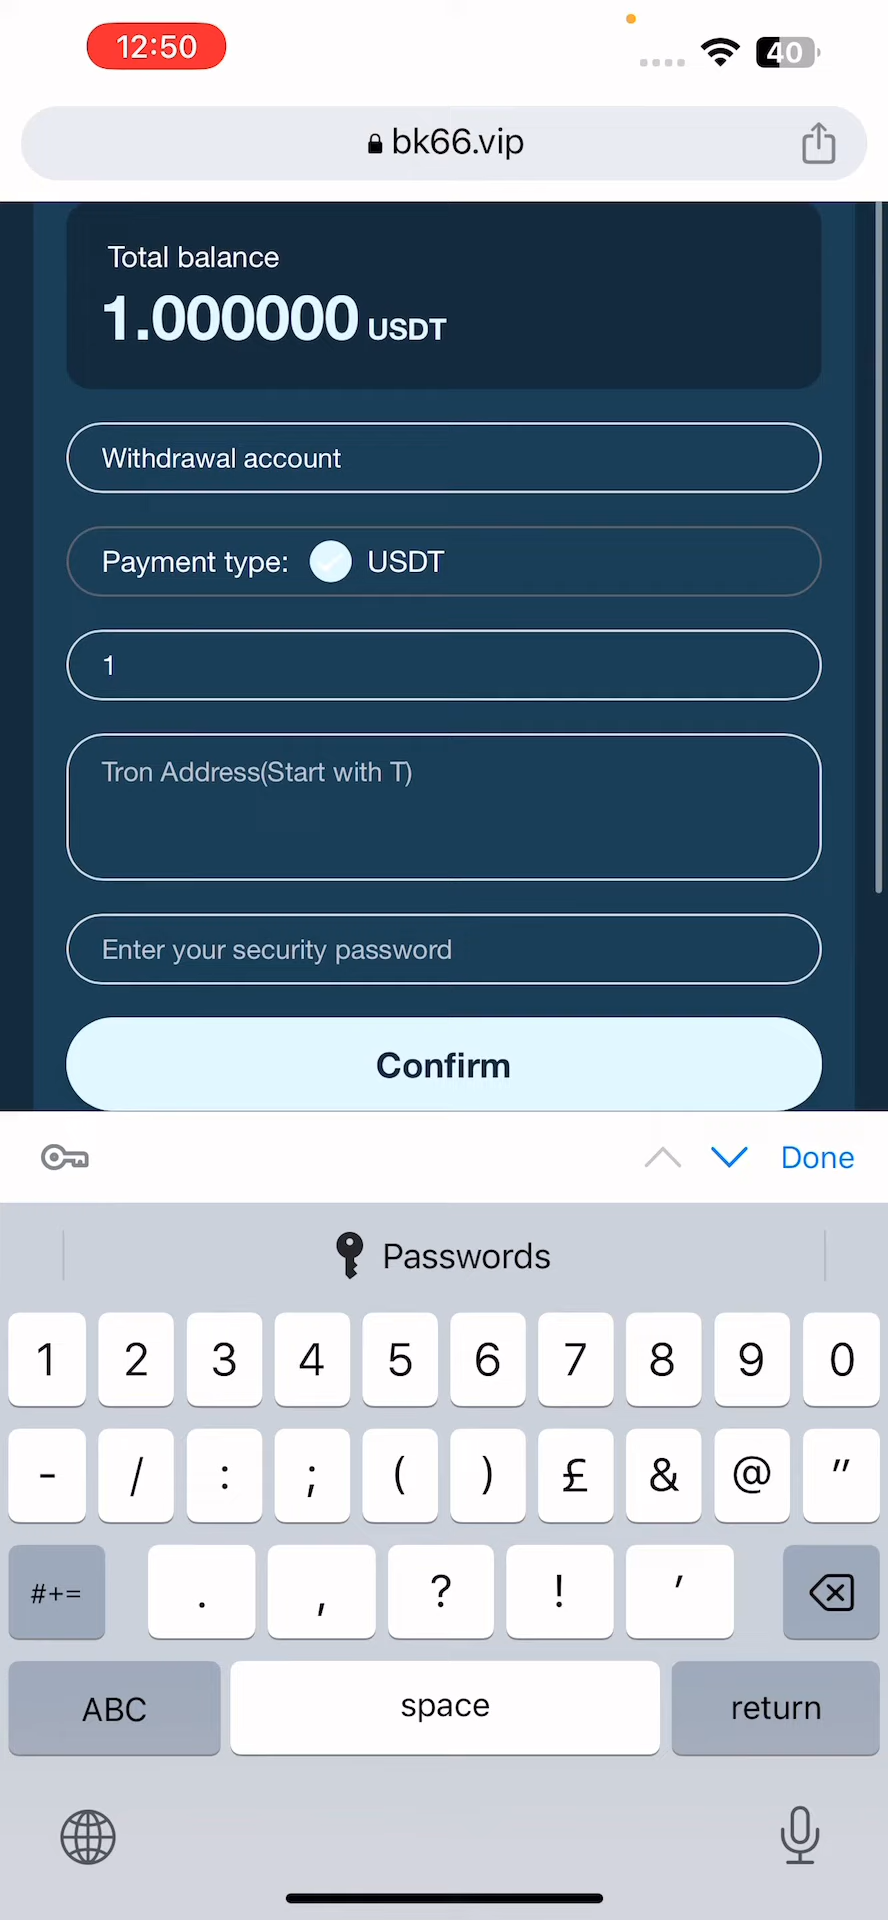 12:50
40
bk66.vip
Total balance
1.000000 USDT
Withdrawal account
Payment type: USDT
1
Tron Address(Start with T)
Enter your security password
Confirm
Done
Passwords
1 2 3 4 5 6 7 8 9 0
- / : ; ( ) £ & @ "
#+= . , ? ! '
ABC space return